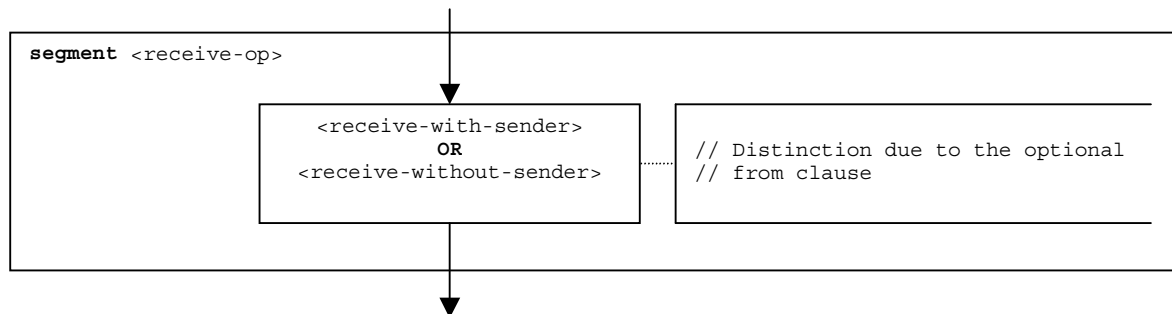 segment <receive-op>
<receive-with-sender>
OR
<receive-without-sender>
// Distinction due to the optional
// from clause